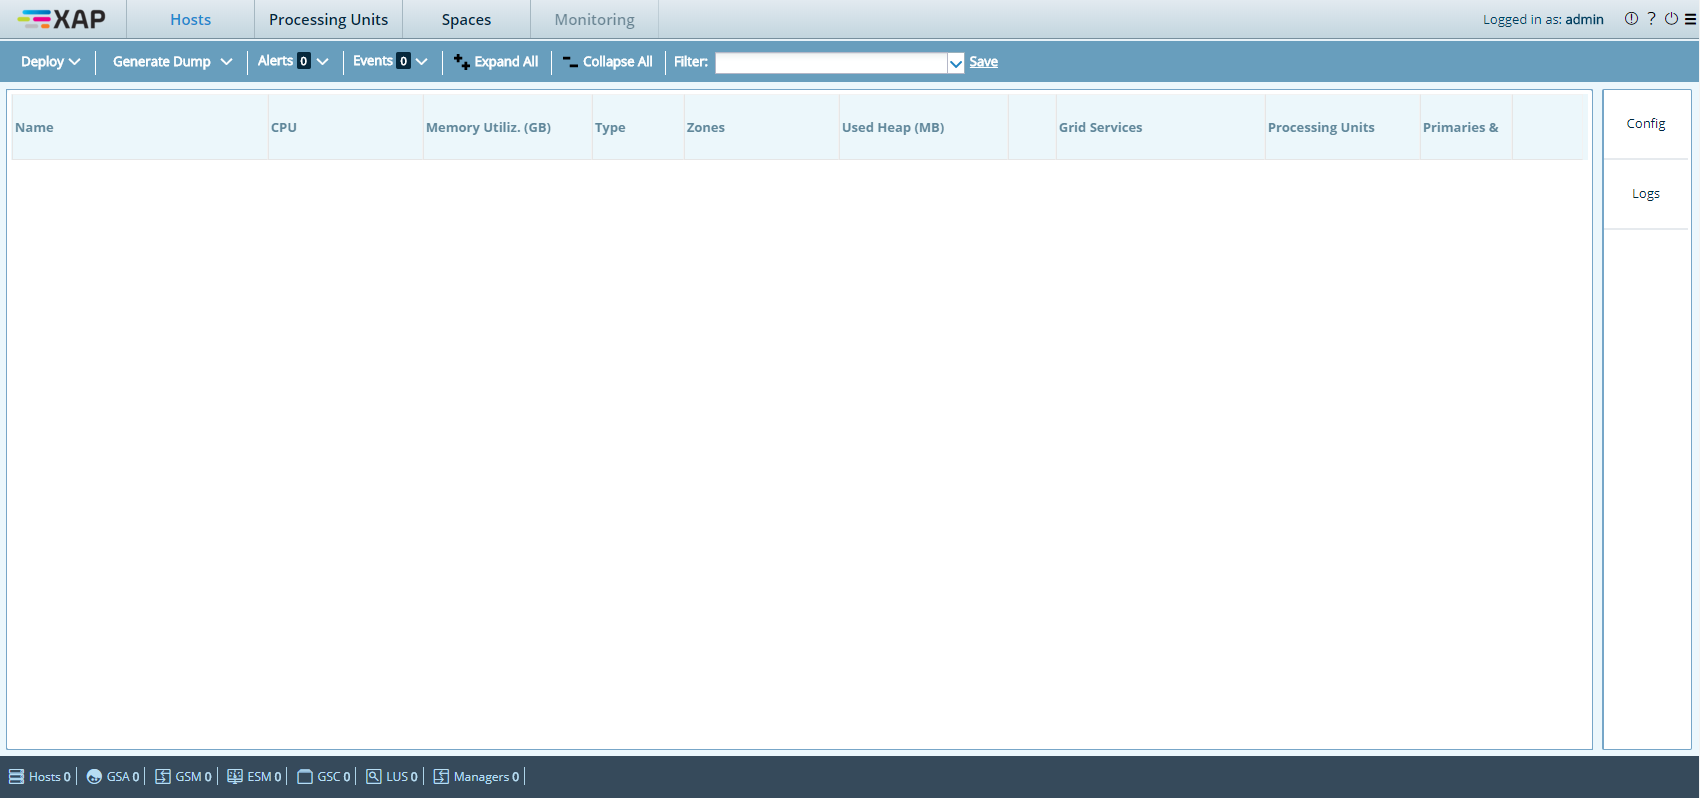 XAP Hosts Processing Units Spaces Monitoring Logged in as: admin ?
Deploy Generate Dump Alerts 0 Events 0 Expand All Collapse All Filter: Save
Name CPU Memory Utiliz. (GB) Type Zones Used Heap (MB) Grid Services Processing Units Primaries &
Config
Logs
Hosts 0 GSA 0 GSM 0 ESM 0 GSC 0 LUS 0 Managers 0